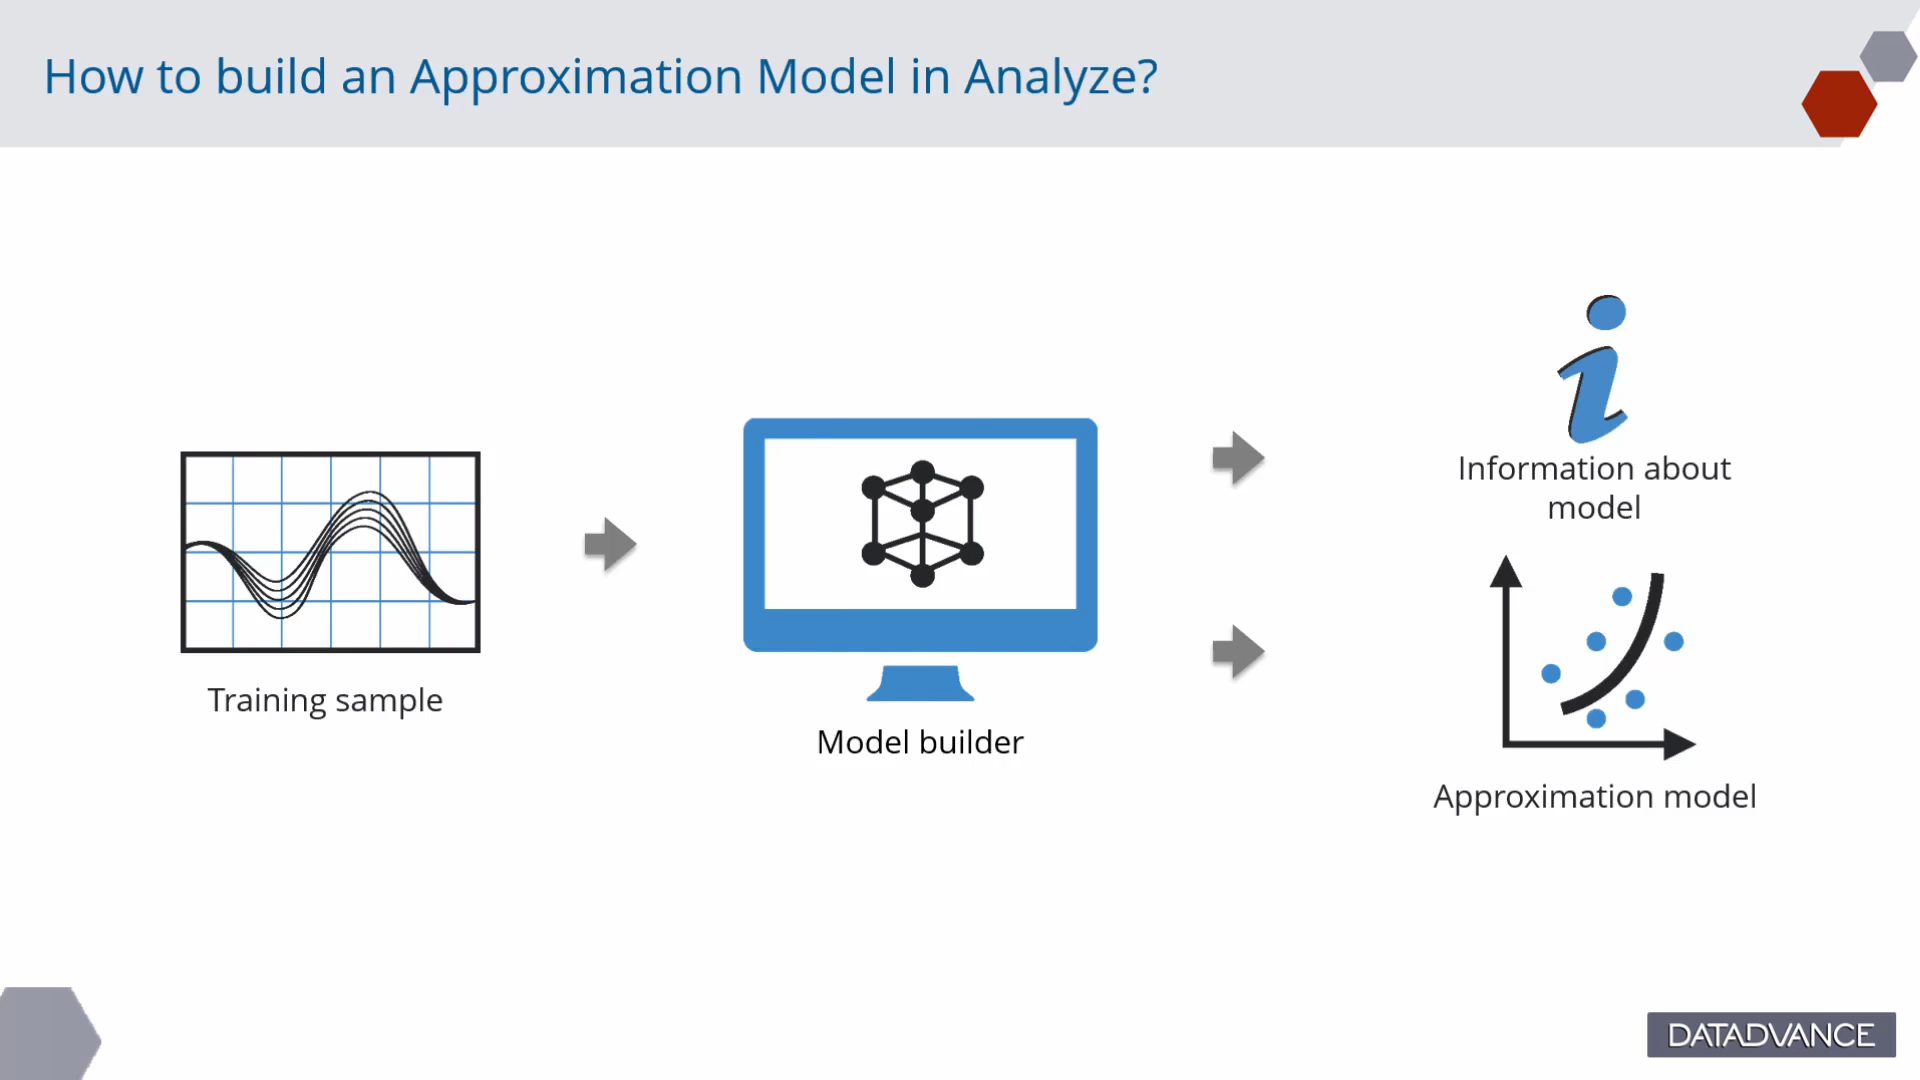 How to build an Approximation Model in Analyze?
Training sample
Model builder
Information about
model
Approximation model
DATADVANCE